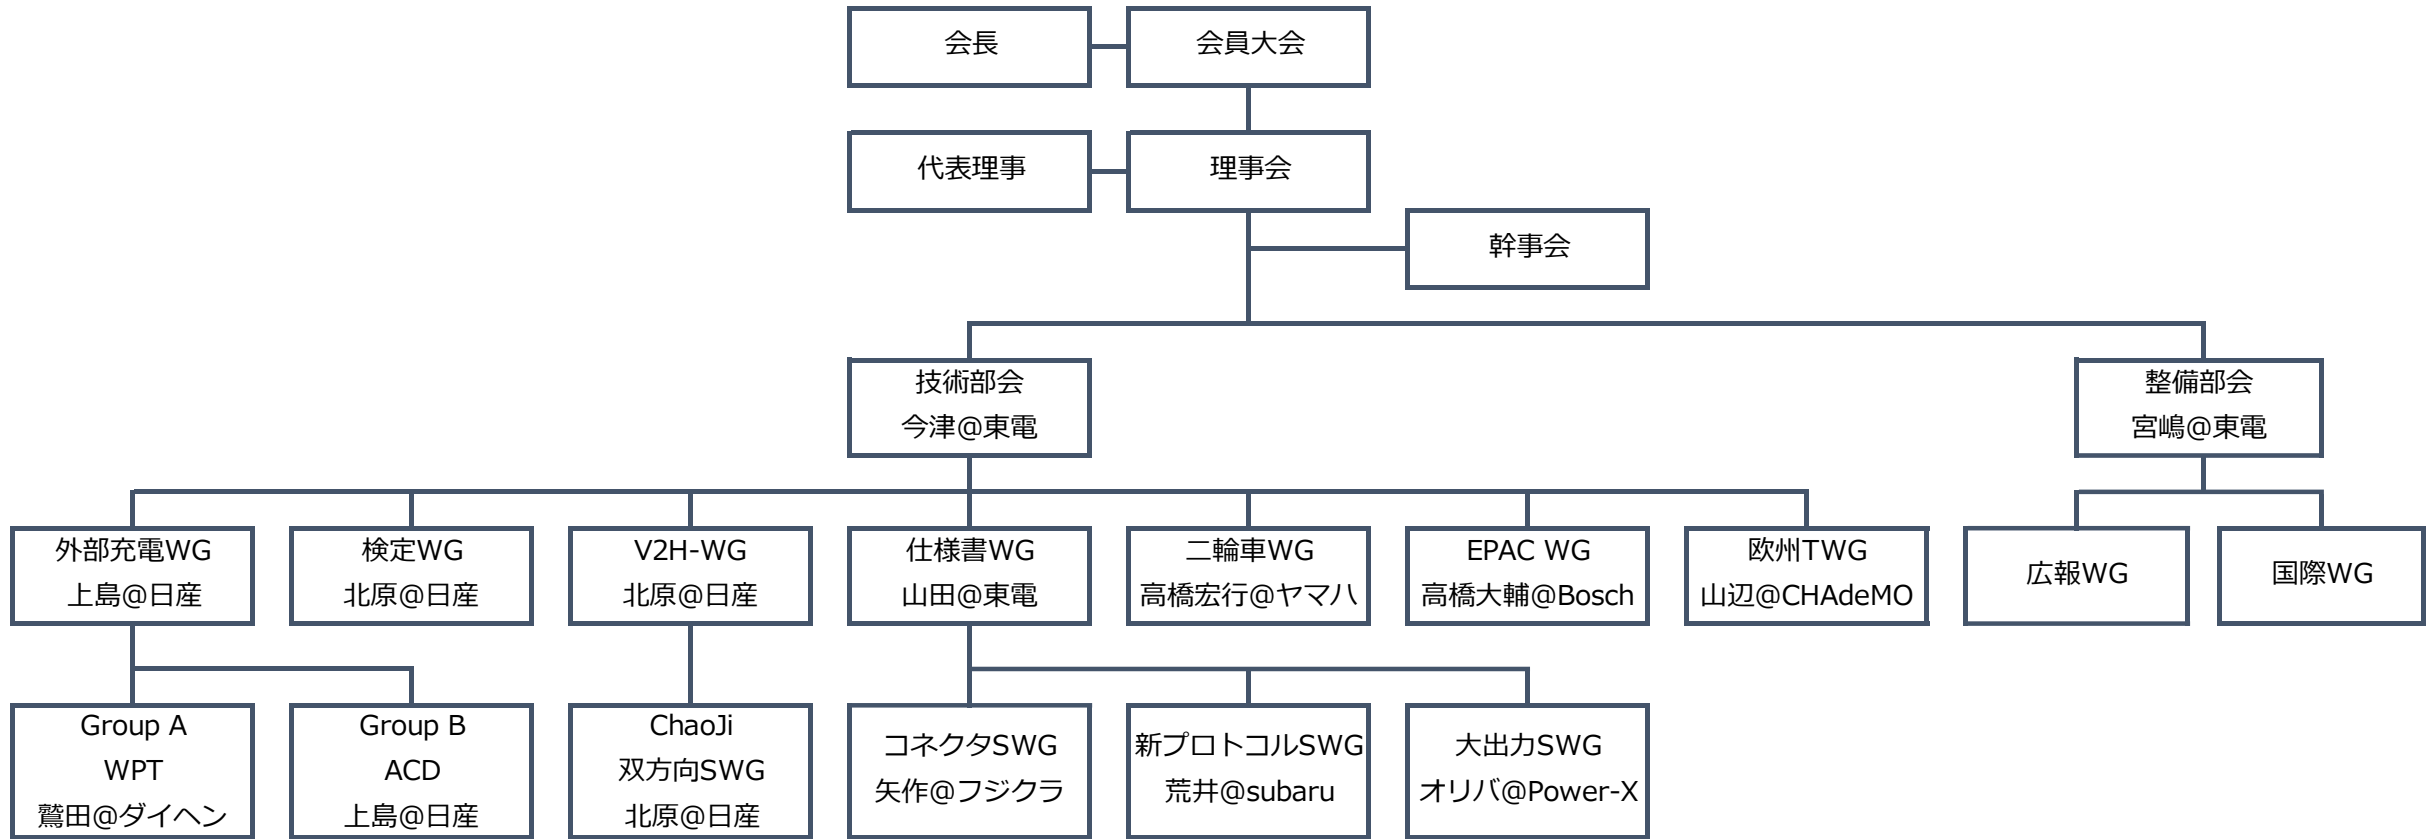 会長
会員大会
代表理事
理事会
幹事会
技術部会
今津@東電
整備部会
宮嶋@東電
外部充電WG
上島@日産
検定WG
北原@日産
V2H-WG
北原@日産
仕様書WG
山田@東電
二輪車WG
高橋宏行@ヤマハ
EPAC WG
高橋大輔@Bosch
欧州TWG
山辺@CHAdeMO
広報WG
国際WG
Group A
WPT
鷲田@ダイヘン
Group B
ACD
上島@日産
ChaoJi
双方向SWG
北原@日産
コネクタSWG
矢作@フジクラ
新プロトコルSWG
荒井@subaru
大出力SWG
オリバ@Power-X